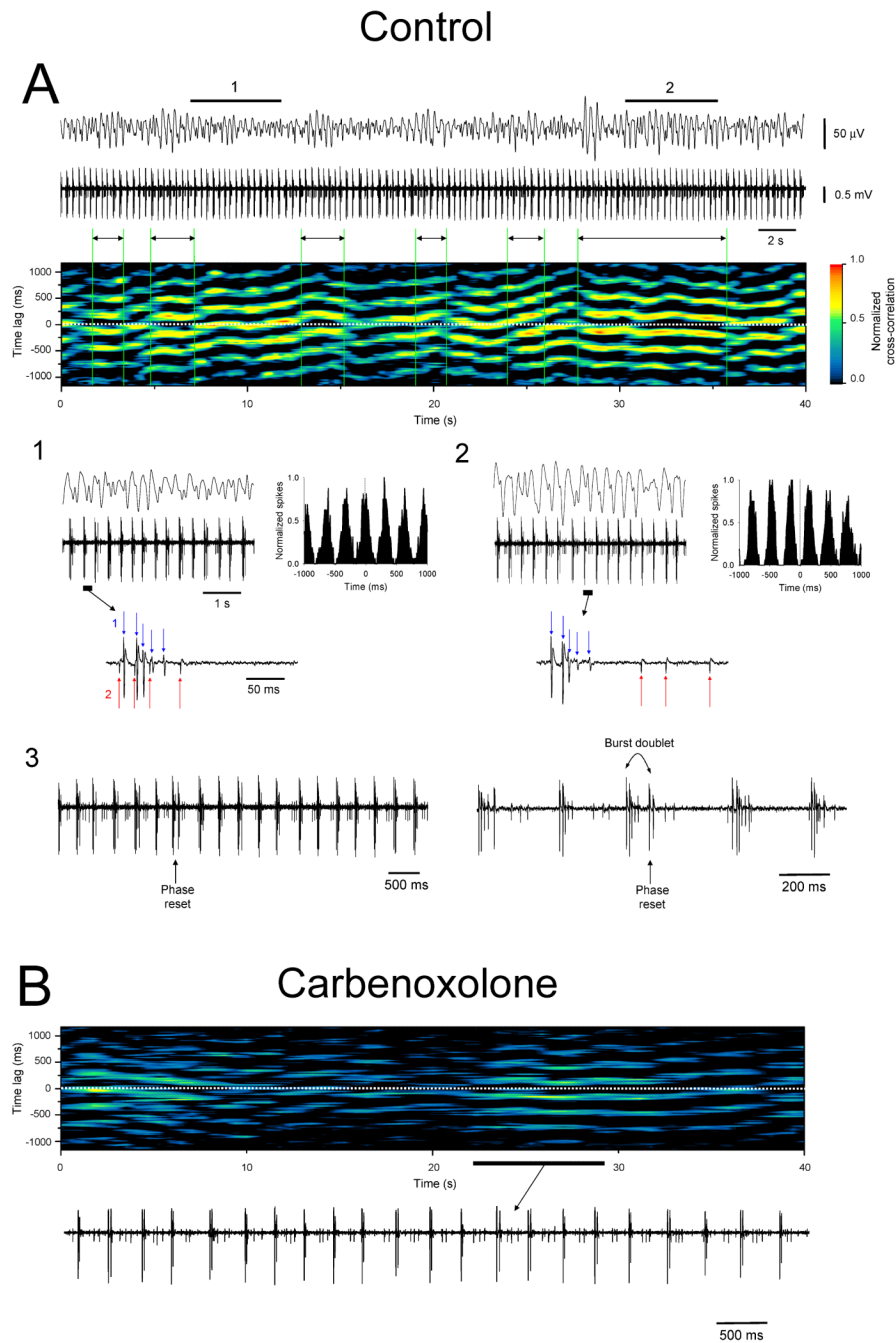 Control
A
1
2
50 µV
0.5 mV
2 s
1000
500
0
-500
-1000
Time lag (ms)
0
10
20
30
40
Time (s)
1.0
0.5
0.0
Normalized
cross-correlation
1
1.0
0.5
0.0
Normalized spikes
-1000
-500
0
500
1000
Time (ms)
1 s
1
2
50 ms
2
1.0
0.5
0.0
Normalized spikes
-1000
-500
0
500
1000
Time (ms)
3
Phase
reset
500 ms
Burst doublet
Phase
reset
200 ms
B
Carbenoxolone
1000
500
0
-500
-1000
Time lag (ms)
0
10
20
30
40
Time (s)
500 ms